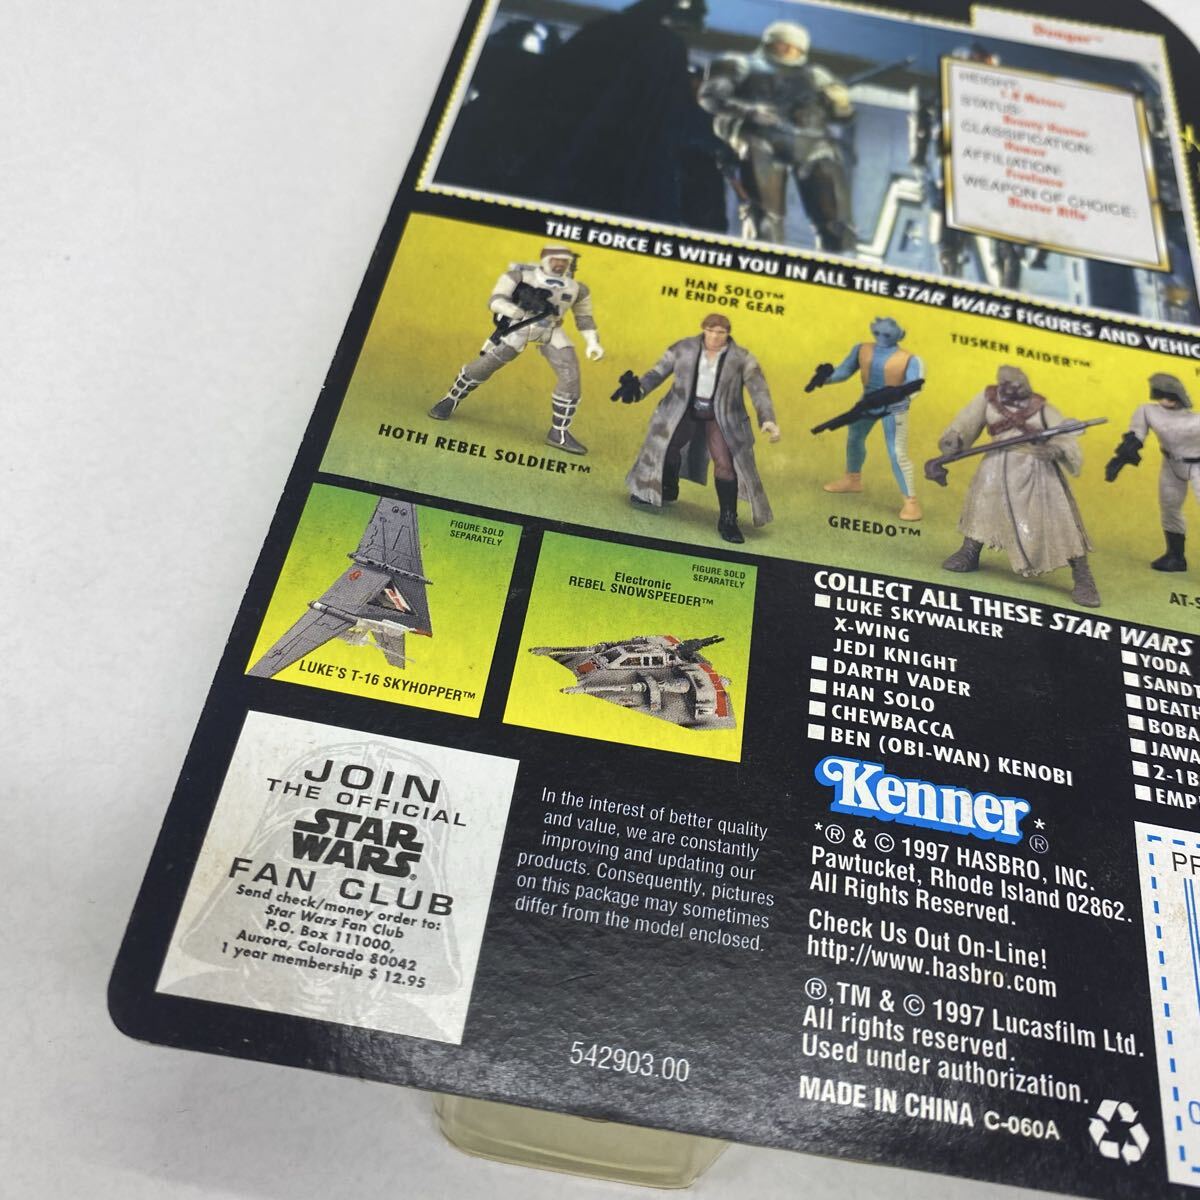 Dengar™
HEIGHT:
1.8 Meters
STATUS:
Bounty Hunter
CLASSIFICATION:
Human
AFFILIATION:
Freelance
WEAPON OF CHOICE:
Blaster Rifle
THE FORCE IS WITH YOU IN ALL THE STAR WARS FIGURES AND VEHIC
HAN SOLO™
IN ENDOR GEAR
TUSKEN RAIDER™
HOTH REBEL SOLDIER™
GREEDO™
AT-S
FIGURE SOLD
SEPARATELY
LUKE'S T-16 SKYHOPPER™
FIGURE SOLD
SEPARATELY
Electronic
REBEL SNOWSPEEDER™
COLLECT ALL THESE STAR WARS
LUKE SKYWALKER
X-WING
JEDI KNIGHT
DARTH VADER
HAN SOLO
CHEWBACCA
BEN (OBI-WAN) KENOBI
YODA
SAND
DEATH
BOBA
JAWA
2-1B
EMP
JOIN
THE OFFICIAL
STAR
WARS®
FAN CLUB
Send check/money order to:
Star Wars Fan Club
P.O. Box 111000,
Aurora, Colorado 80042
1 year membership $ 12.95
In the interest of better quality
and value, we are constantly
improving and updating our
products. Consequently, pictures
on this package may sometimes
differ from the model enclosed.
542903.00
Kenner®*
*® & © 1997 HASBRO, INC.
Pawtucket, Rhode Island 02862.
All Rights Reserved.
Check Us Out On-Line!
http://www.hasbro.com
®,TM & © 1997 Lucasfilm Ltd.
All rights reserved.
Used under authorization.
MADE IN CHINA C-060A
PR
0